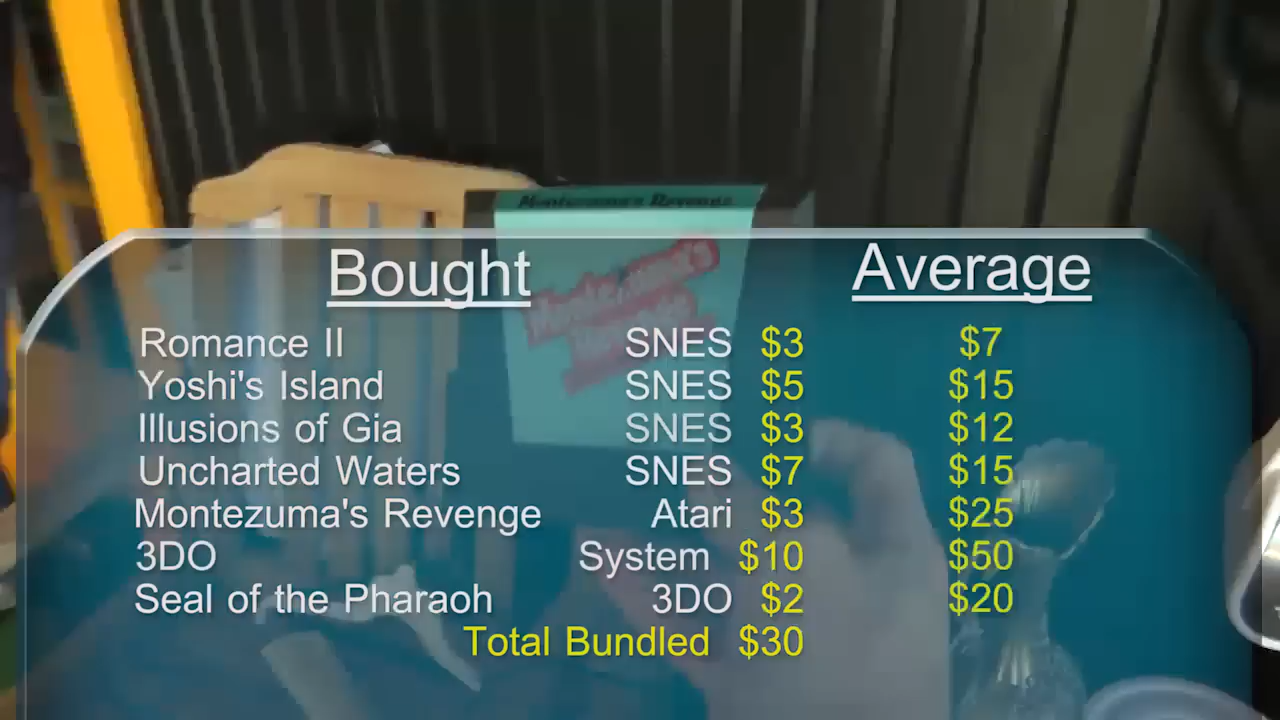 Montezuma's Revenge
Montezuma's
Revenge
Bought Average
Romance II SNES $3 $7
Yoshi's Island SNES $5 $15
Illusions of Gia SNES $3 $12
Uncharted Waters SNES $7 $15
Montezuma's Revenge Atari $3 $25
3DO System $10 $50
Seal of the Pharaoh 3DO $2 $20
Total Bundled $30